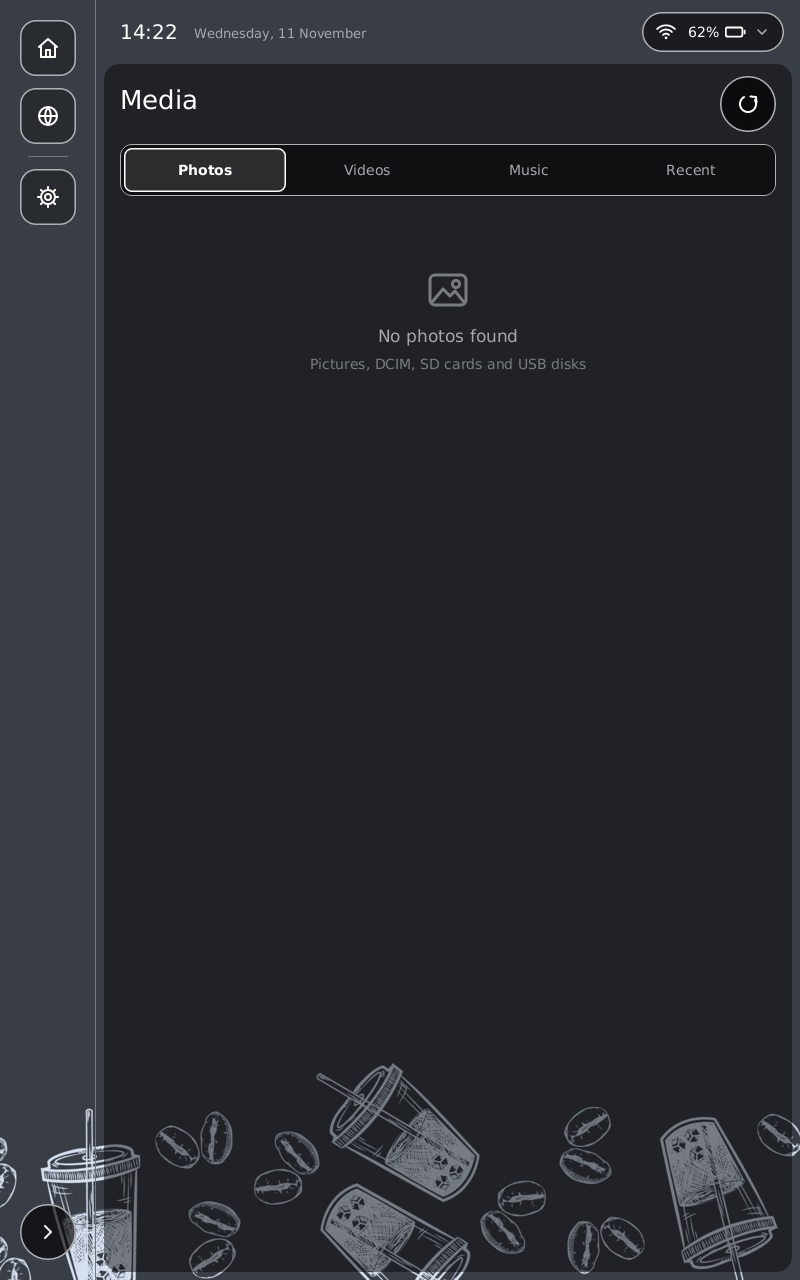 14:22 Wednesday, 11 November 62%
Media
Photos Videos Music Recent
No photos found
Pictures, DCIM, SD cards and USB disks